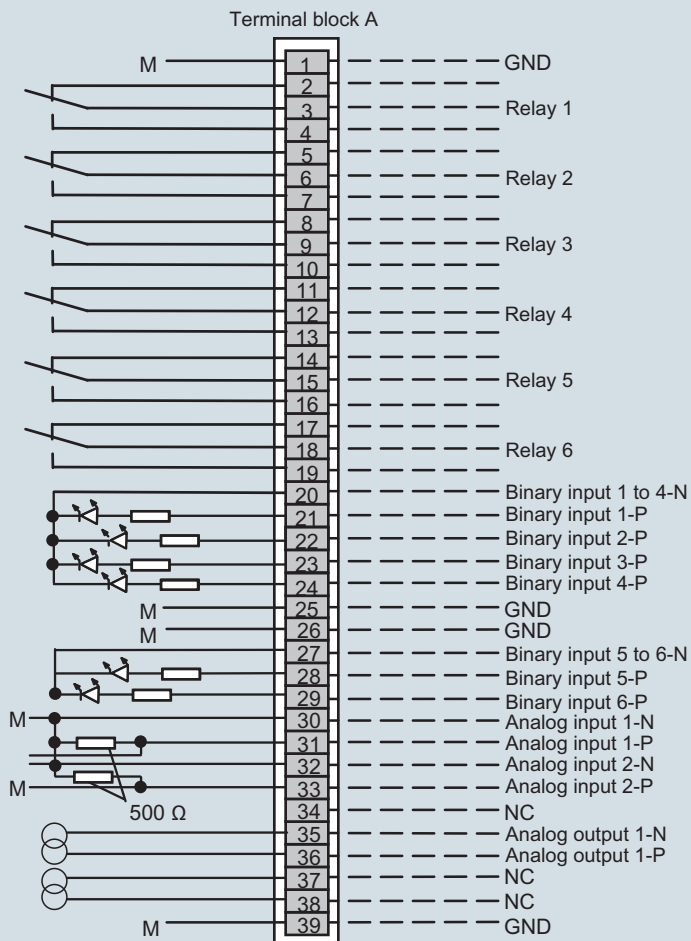 Terminal block A
M 1 GND
2
3 Relay 1
4
5
6 Relay 2
7
8
9 Relay 3
10
11
12 Relay 4
13
14
15 Relay 5
16
17
18 Relay 6
19
20 Binary input 1 to 4-N
21 Binary input 1-P
22 Binary input 2-P
23 Binary input 3-P
24 Binary input 4-P
M 25 GND
M 26 GND
27 Binary input 5 to 6-N
28 Binary input 5-P
29 Binary input 6-P
M 30 Analog input 1-N
31 Analog input 1-P
32 Analog input 2-N
M 33 Analog input 2-P
500 Ω 34 NC
35 Analog output 1-N
36 Analog output 1-P
37 NC
38 NC
M 39 GND